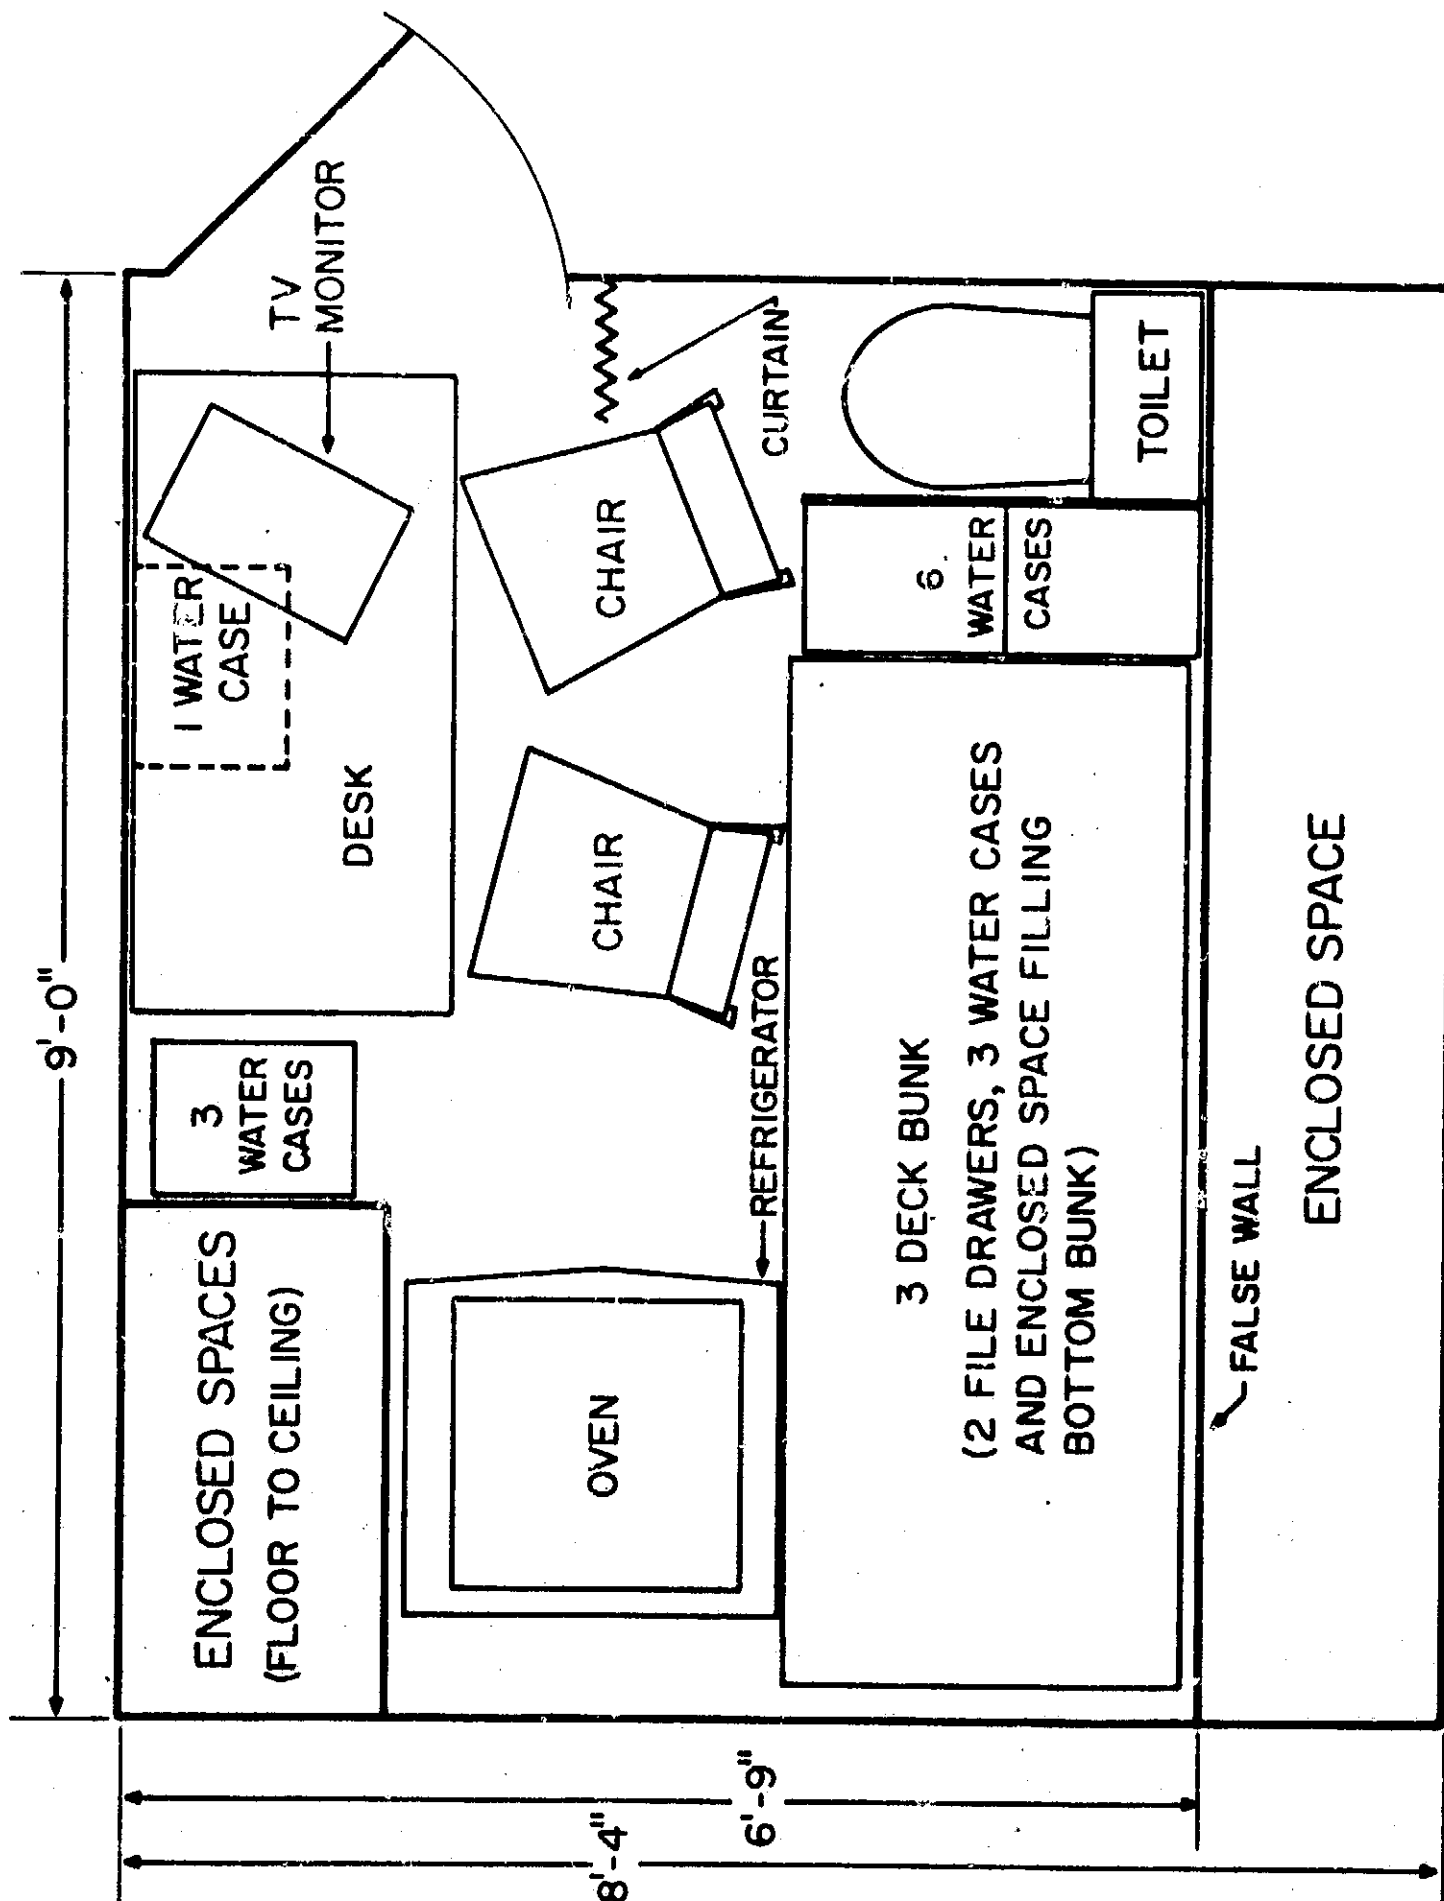 9'-0"
8'-4"
6'-9"
ENCLOSED SPACES
(FLOOR TO CEILING)
3
WATER
CASES
1 WATER
CASE
DESK
TV
MONITOR
OVEN
REFRIGERATOR
CHAIR
CHAIR
CURTAIN
3 DECK BUNK
(2 FILE DRAWERS, 3 WATER CASES
AND ENCLOSED SPACE FILLING
BOTTOM BUNK)
6
WATER
CASES
TOILET
FALSE WALL
ENCLOSED SPACE